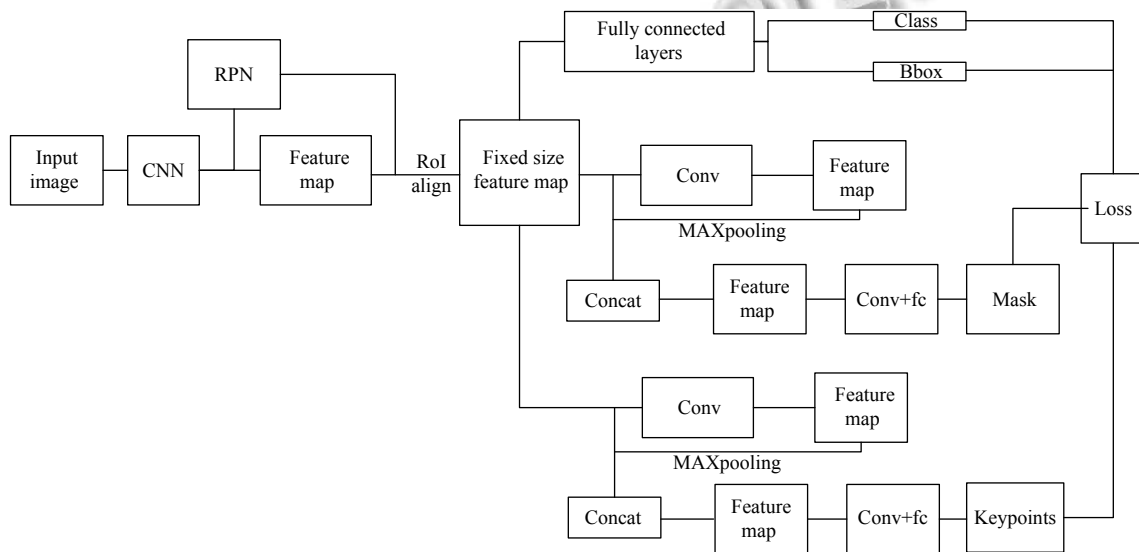 Fully connected
layers
Class
Bbox
RPN
Input
image
CNN
Feature
map
RoI
align
Fixed size
feature map
Conv
Feature
map
MAXpooling
Loss
Concat
Feature
map
Conv+fc
Mask
Conv
Feature
map
MAXpooling
Concat
Feature
map
Conv+fc
Keypoints